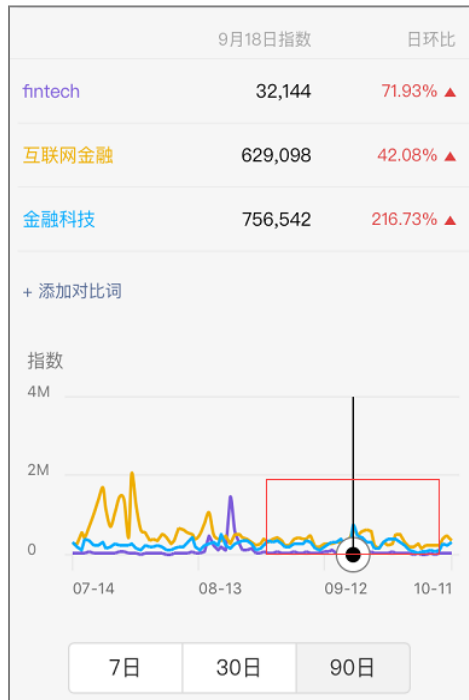 9月18日指数 日环比
fintech 32,144 71.93% ▲
互联网金融 629,098 42.08% ▲
金融科技 756,542 216.73% ▲
+ 添加对比词
指数
4M
2M
0
07-14 08-13 09-12 10-11
7日 30日 90日